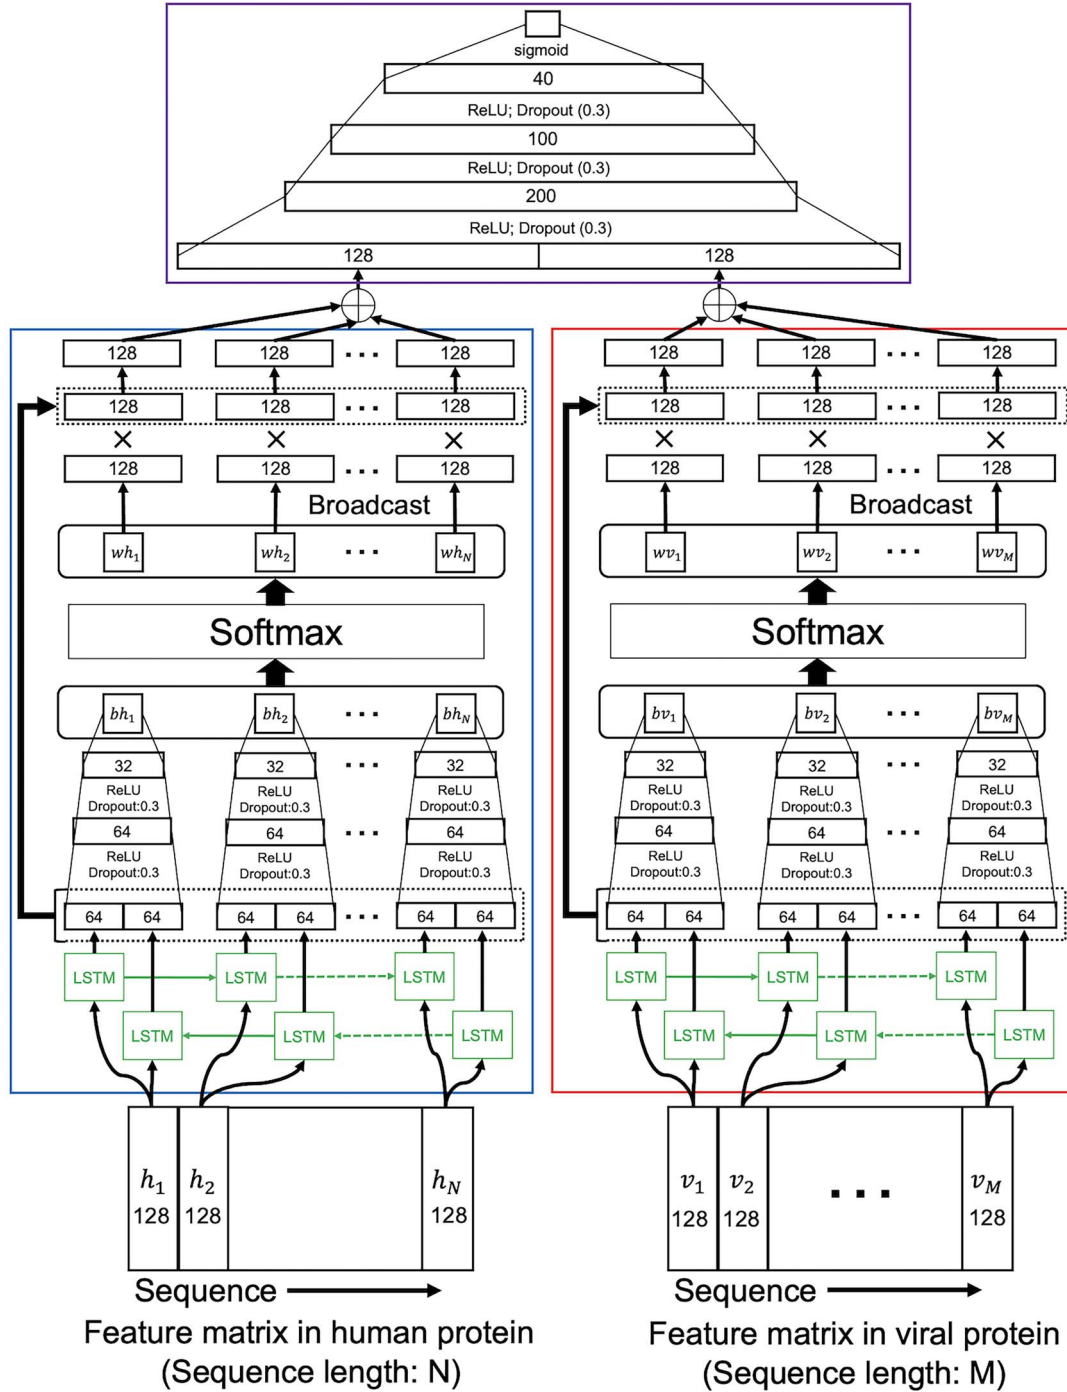 sigmoid
40
ReLU; Dropout (0.3)
100
ReLU; Dropout (0.3)
200
ReLU; Dropout (0.3)
128 128
128 128 ··· 128 128 128 ··· 128
128 128 ··· 128 128 128 ··· 128
× × × × × ×
128 128 ··· 128 128 128 ··· 128
Broadcast Broadcast
wh₁ wh₂ ··· wh_N wv₁ wv₂ ··· wv_M
Softmax Softmax
bh₁ bh₂ ··· bh_N bv₁ bv₂ ··· bv_M
32 32 ··· 32 32 32 ··· 32
ReLU ReLU ReLU ReLU ReLU ReLU
Dropout:0.3 Dropout:0.3 Dropout:0.3 Dropout:0.3 Dropout:0.3 Dropout:0.3
64 64 ··· 64 64 64 ··· 64
ReLU ReLU ReLU ReLU ReLU ReLU
Dropout:0.3 Dropout:0.3 Dropout:0.3 Dropout:0.3 Dropout:0.3 Dropout:0.3
64 64 64 64 ··· 64 64 64 64 64 64 ··· 64 64
LSTM LSTM LSTM LSTM LSTM LSTM
LSTM LSTM LSTM LSTM LSTM LSTM
h₁ h₂ h_N v₁ v₂ ··· v_M
128 128 128 128 128 128
Sequence Sequence
Feature matrix in human protein Feature matrix in viral protein
(Sequence length: N) (Sequence length: M)